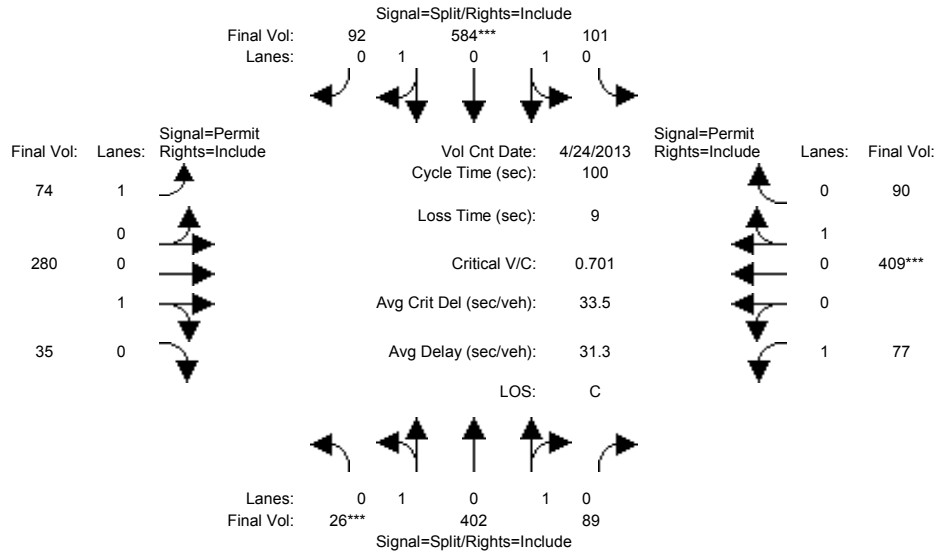 Signal=Split/Rights=Include
Final Vol: 92 584*** 101
Lanes: 0 1 0 1 0
Signal=Permit
Final Vol: Lanes: Rights=Include
Vol Cnt Date: 4/24/2013
Signal=Permit
Rights=Include Lanes: Final Vol:
Cycle Time (sec): 100
74 1
0 90
Loss Time (sec): 9
0
1
280 0
Critical V/C: 0.701
0 409***
1
Avg Crit Del (sec/veh): 33.5
0
35 0
Avg Delay (sec/veh): 31.3
1 77
LOS: C
Lanes: 0 1 0 1 0
Final Vol: 26*** 402 89
Signal=Split/Rights=Include